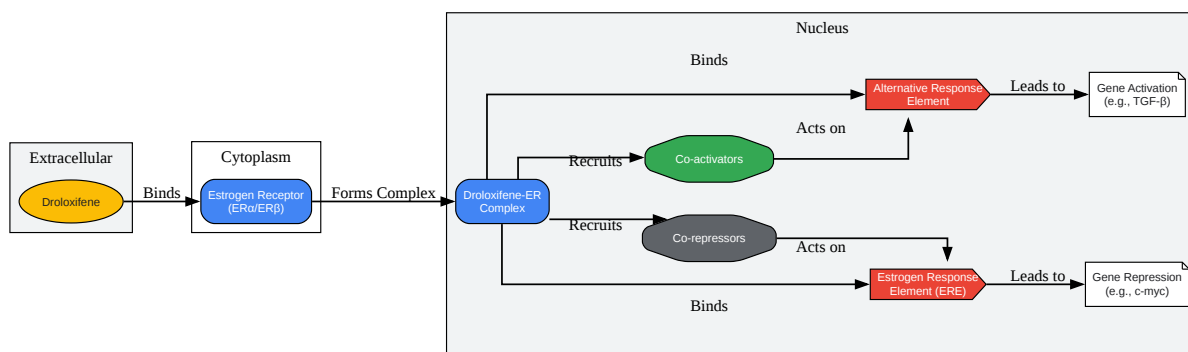 Nucleus
Binds
Alternative Response
Element
Leads to
Gene Activation
(e.g., TGF-β)
Acts on
Extracellular
Cytoplasm
Recruits
Co-activators
Droloxifene
Binds
Estrogen Receptor
(ERα/ERβ)
Forms Complex
Droloxifene-ER
Complex
Recruits
Co-repressors
Acts on
Estrogen Response
Element (ERE)
Leads to
Gene Repression
(e.g., c-myc)
Binds